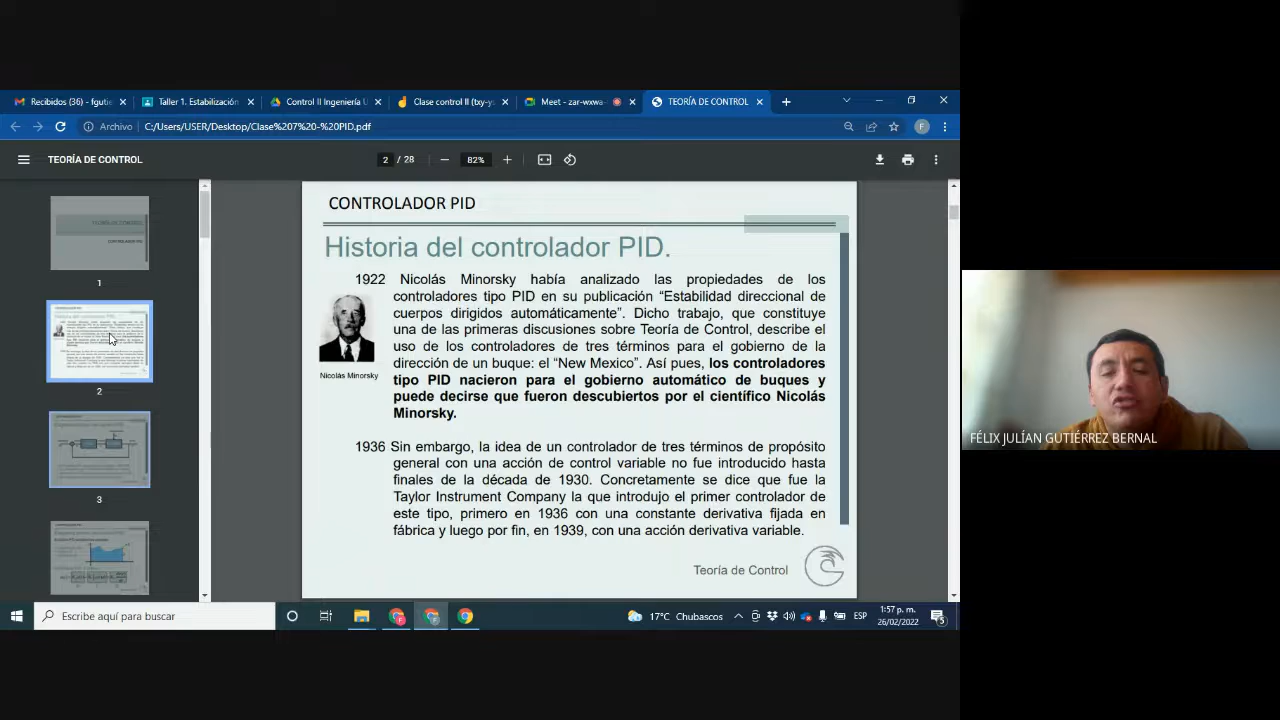 Recibidos (36) - fgutie
Taller 1. Estabilización
Control II Ingeniería U
Clase control II (txy-y
Meet - zar-wxwa
TEORÍA DE CONTROL
Archivo
C:/Users/USER/Desktop/Clase%207%20-%20PID.pdf
F
TEORÍA DE CONTROL
2 / 28
82%
1
2
3
CONTROLADOR PID
Historia del controlador PID.
1922 Nicolás Minorsky había analizado las propiedades de los
controladores tipo PID en su publicación “Estabilidad direccional de
cuerpos dirigidos automáticamente”. Dicho trabajo, que constituye
una de las primeras discusiones sobre Teoría de Control, describe el
uso de los controladores de tres términos para el gobierno de la
dirección de un buque: el “New Mexico”. Así pues, los controladores
tipo PID nacieron para el gobierno automático de buques y
puede decirse que fueron descubiertos por el científico Nicolás
Minorsky.
Nicolás Minorsky
1936 Sin embargo, la idea de un controlador de tres términos de propósito
general con una acción de control variable no fue introducido hasta
finales de la década de 1930. Concretamente se dice que fue la
Taylor Instrument Company la que introdujo el primer controlador de
este tipo, primero en 1936 con una constante derivativa fijada en
fábrica y luego por fin, en 1939, con una acción derivativa variable.
Teoría de Control
FÉLIX JULÍAN GUTIÉRREZ BERNAL
Escribe aquí para buscar
17°C Chubascos
ESP
1:57 p. m.
26/02/2022
5